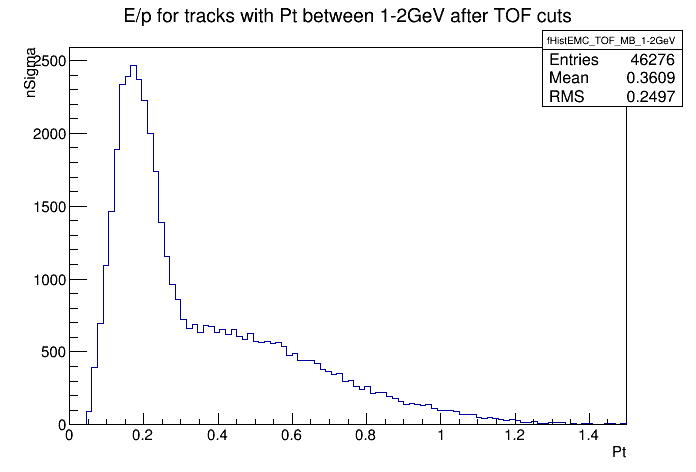 E/p for tracks with Pt between 1-2GeV after TOF cuts
fHistEMC_TOF_MB_1-2GeV
Entries 46276
Mean 0.3609
RMS 0.2497
nSigma
2500
2000
1500
1000
500
0
0 0.2 0.4 0.6 0.8 1 1.2 1.4
Pt